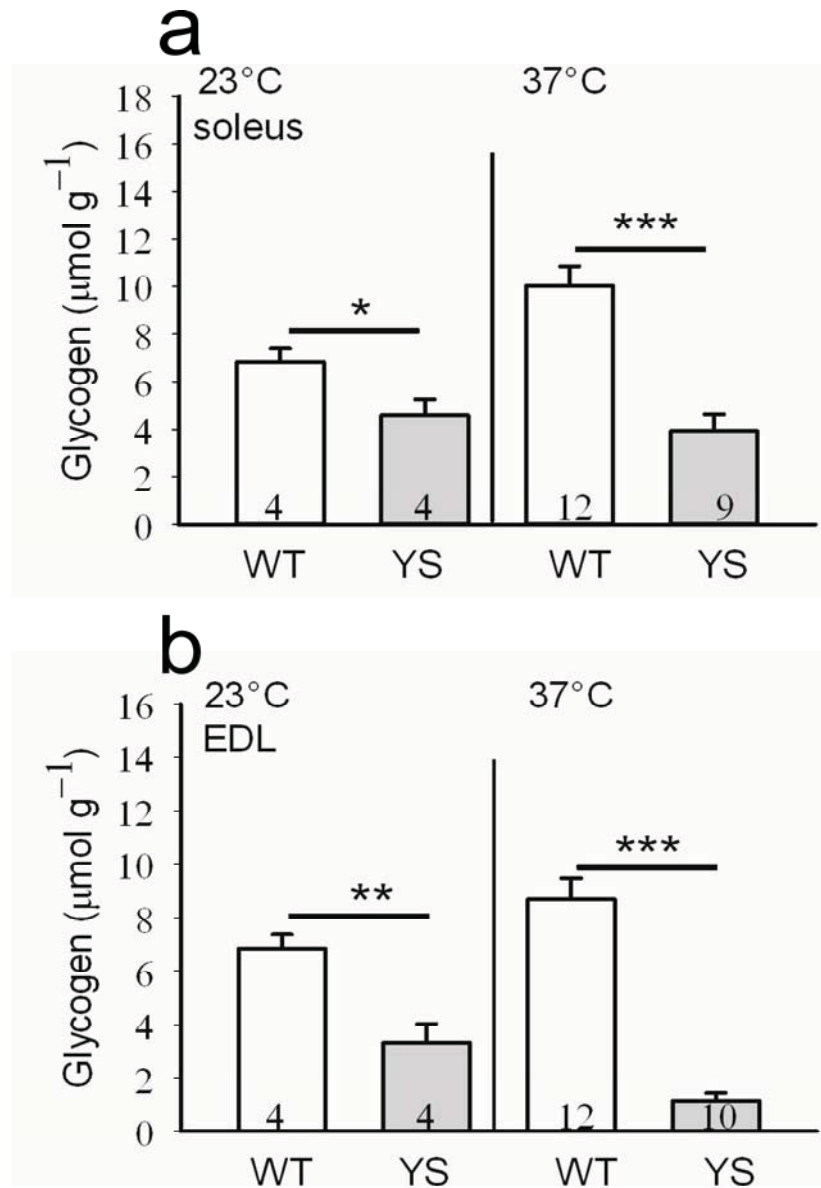 a
23°C 37°C
soleus
Glycogen (μmol g⁻¹)
18
16
14
12
10
8
6
4
2
0
* ***
4 4 12 9
WT YS WT YS
b
23°C 37°C
EDL
Glycogen (μmol g⁻¹)
16
14
12
10
8
6
4
2
0
** ***
4 4 12 10
WT YS WT YS